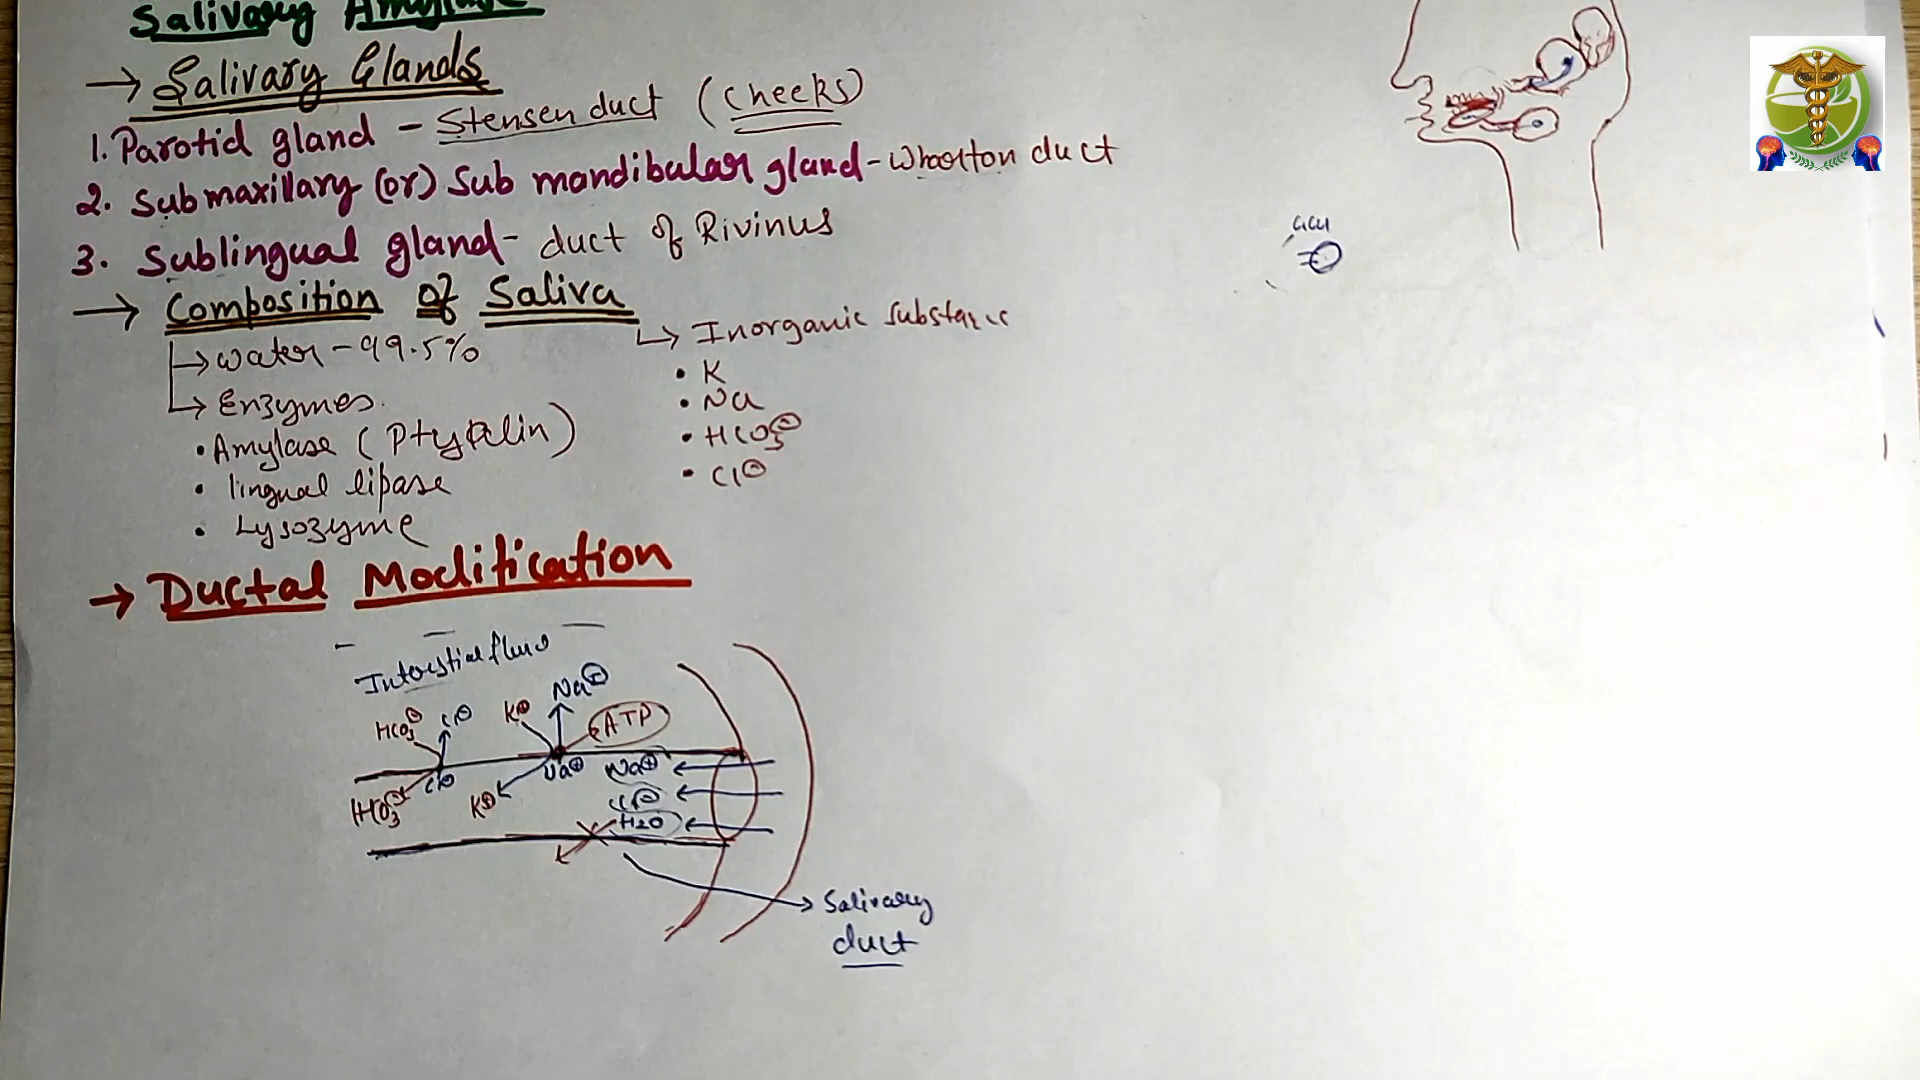 Salivary Amylase
→ Salivary Glands
1. Parotid gland - Stensen duct (cheeks)
2. Submaxillary (or) Sub mandibular gland - Wharton duct
3. Sublingual gland - duct of Rivinus
→ Composition of Saliva
→ water - 99.5%
→ Enzymes.
• Amylase (Ptyalin)
• lingual lipase
• Lysozyme
→ Inorganic substance
• K
• Na
• HCO3⊖
• Cl⊖
→ Ductal Modification
HCO3⊖ Cl⊖ K⊕ Na⊕ ATP
HCO3⊖ Cl⊖ K⊕ Na⊕ Na⊕
Cl⊖
H2O
Salivary
duct